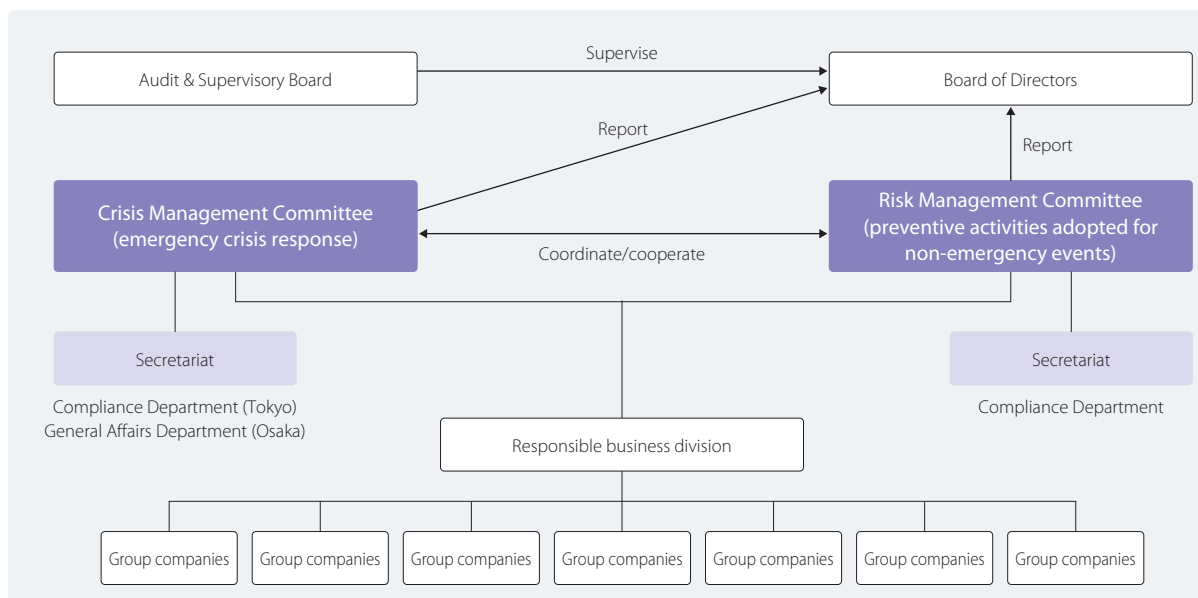 Supervise
Audit & Supervisory Board
Board of Directors
Report
Report
Crisis Management Committee
(emergency crisis response)
Risk Management Committee
(preventive activities adopted for
non-emergency events)
Coordinate/cooperate
Secretariat
Secretariat
Compliance Department (Tokyo)
General Affairs Department (Osaka)
Compliance Department
Responsible business division
Group companies
Group companies
Group companies
Group companies
Group companies
Group companies
Group companies